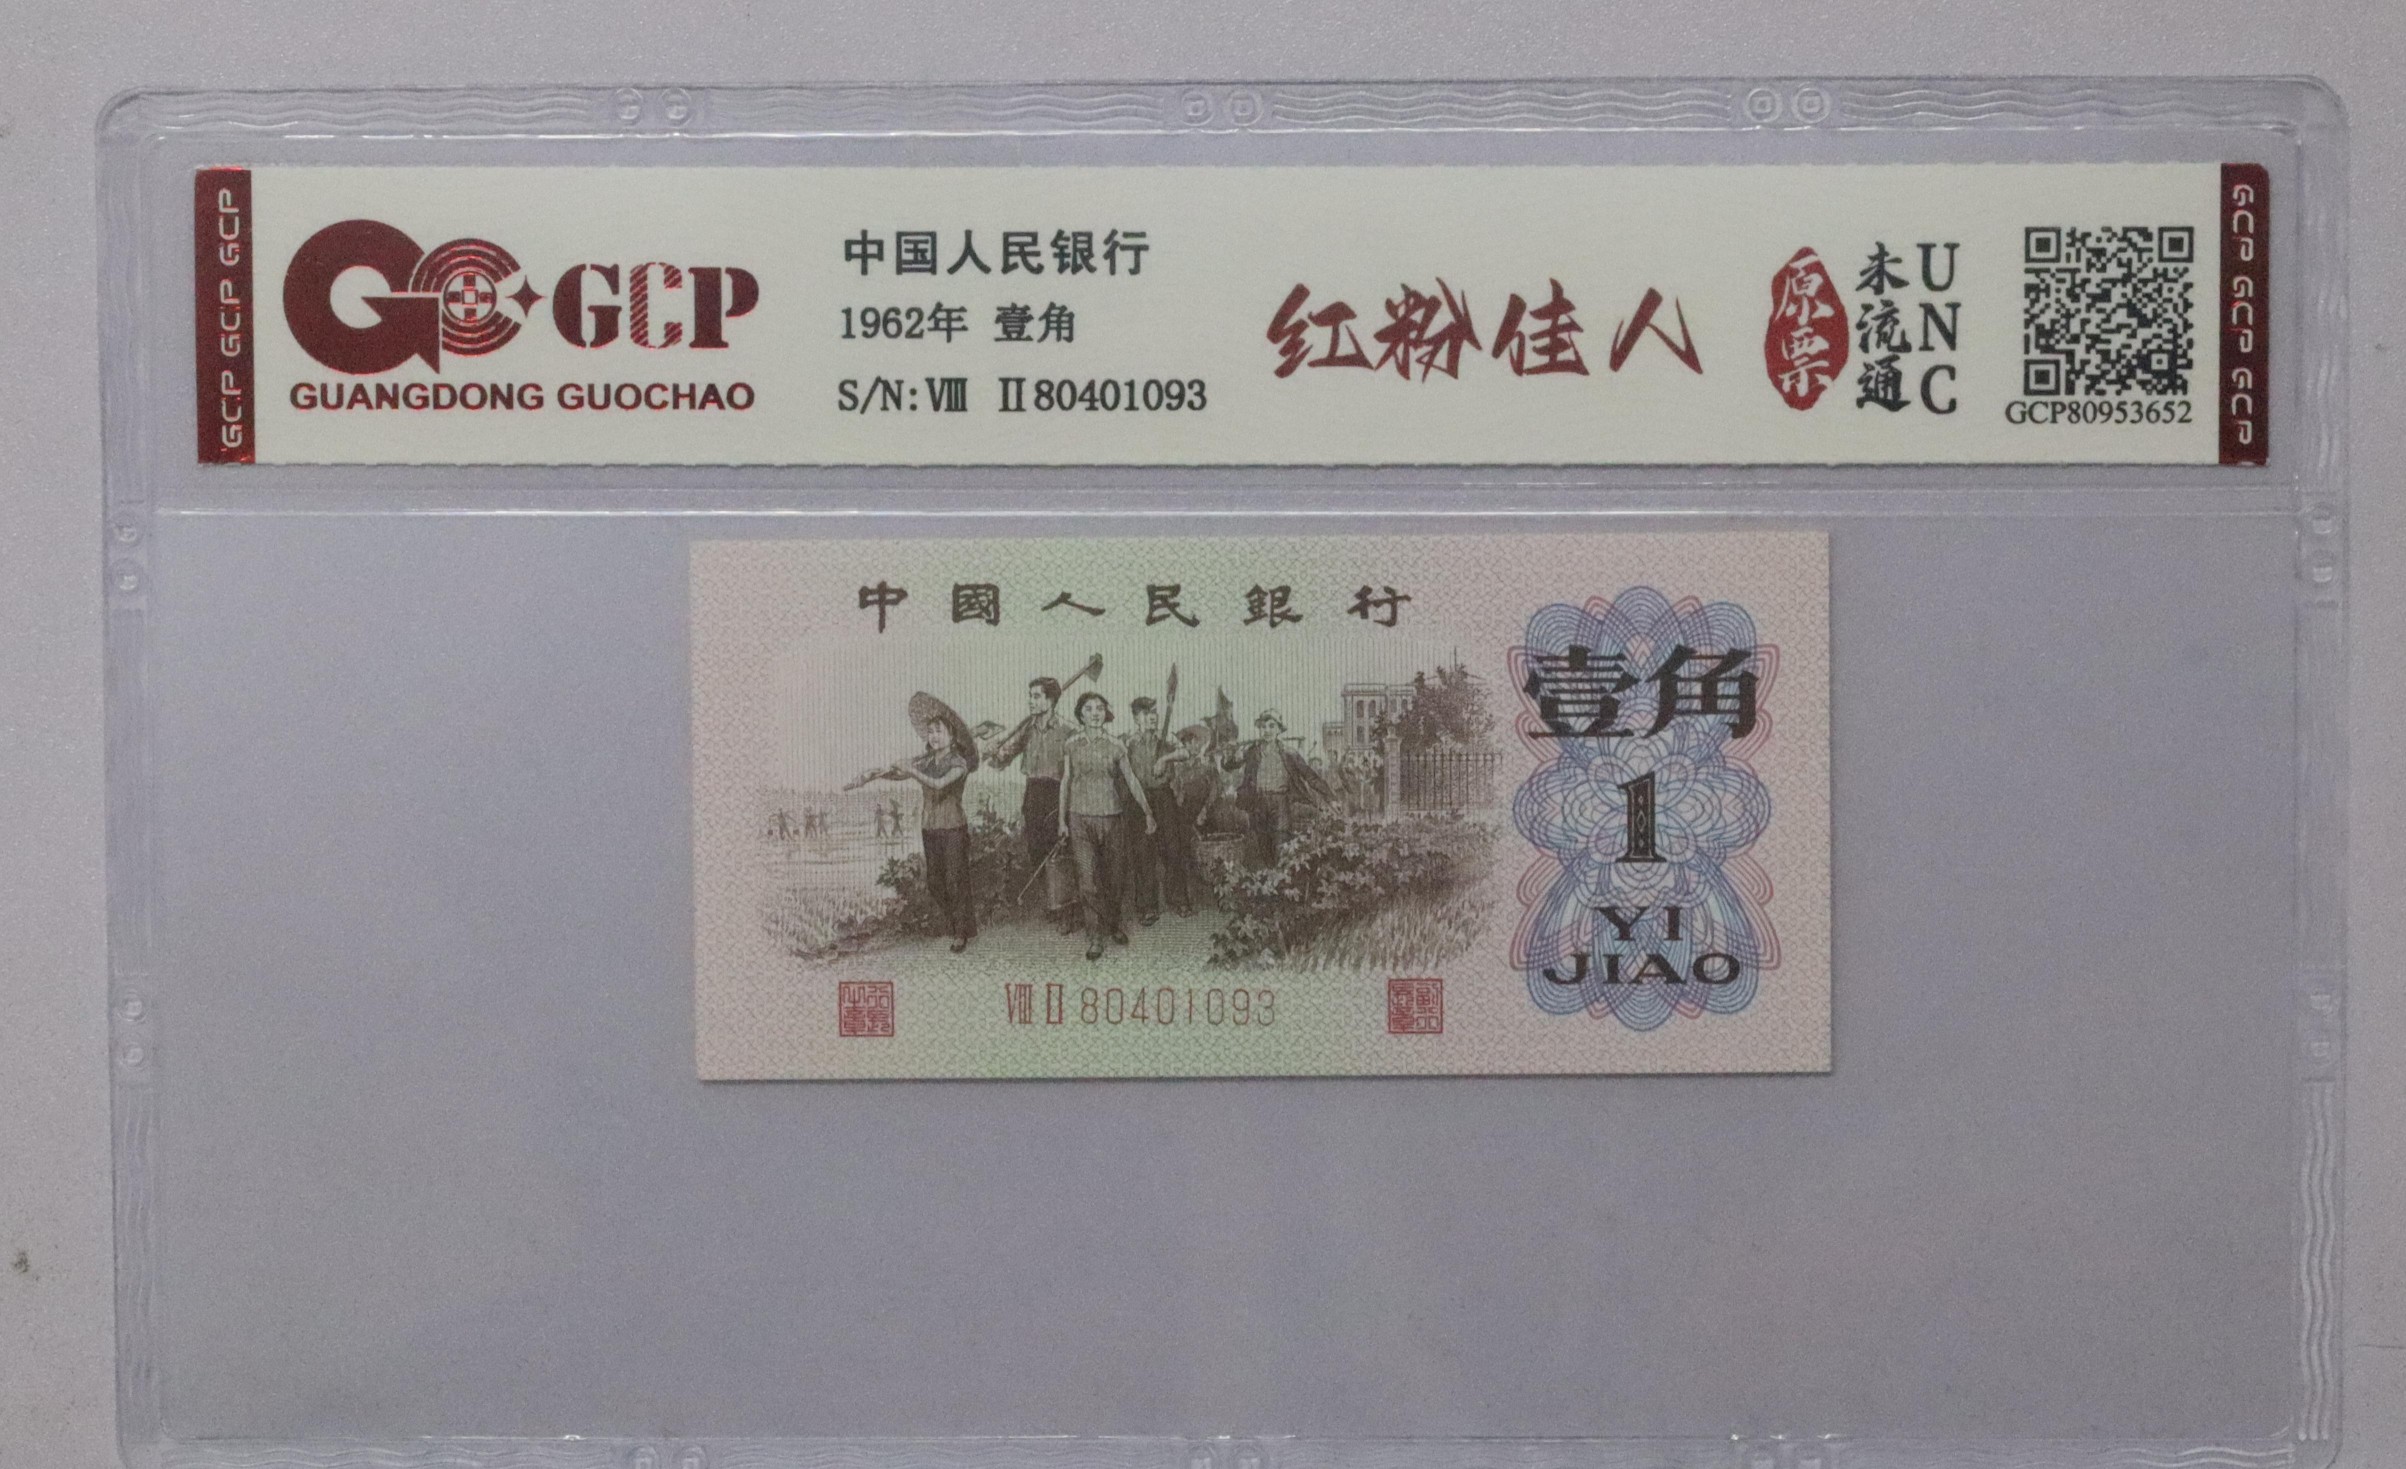 GCP GCP GCP
GCP
GUANGDONG GUOCHAO
中国人民银行
1962年 壹角
S/N: Ⅷ Ⅱ80401093
红粉佳人
原票
未流通
UNC
GCP80953652
GCP GCP GCP
中國人民銀行
壹角
1
YI
JIAO
Ⅷ Ⅱ 80401093